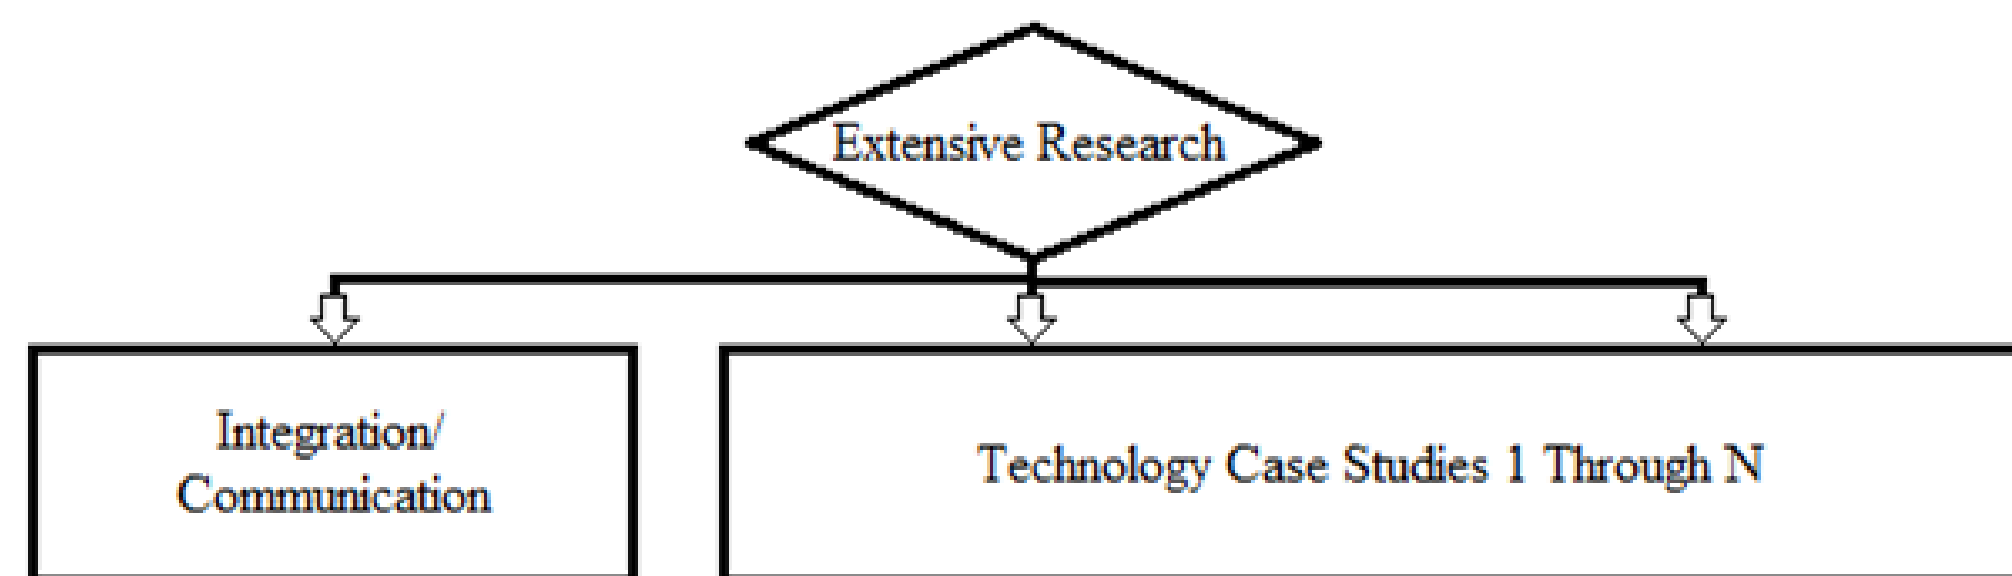 Extensive Research
Integration/
Communication
Technology Case Studies 1 Through N